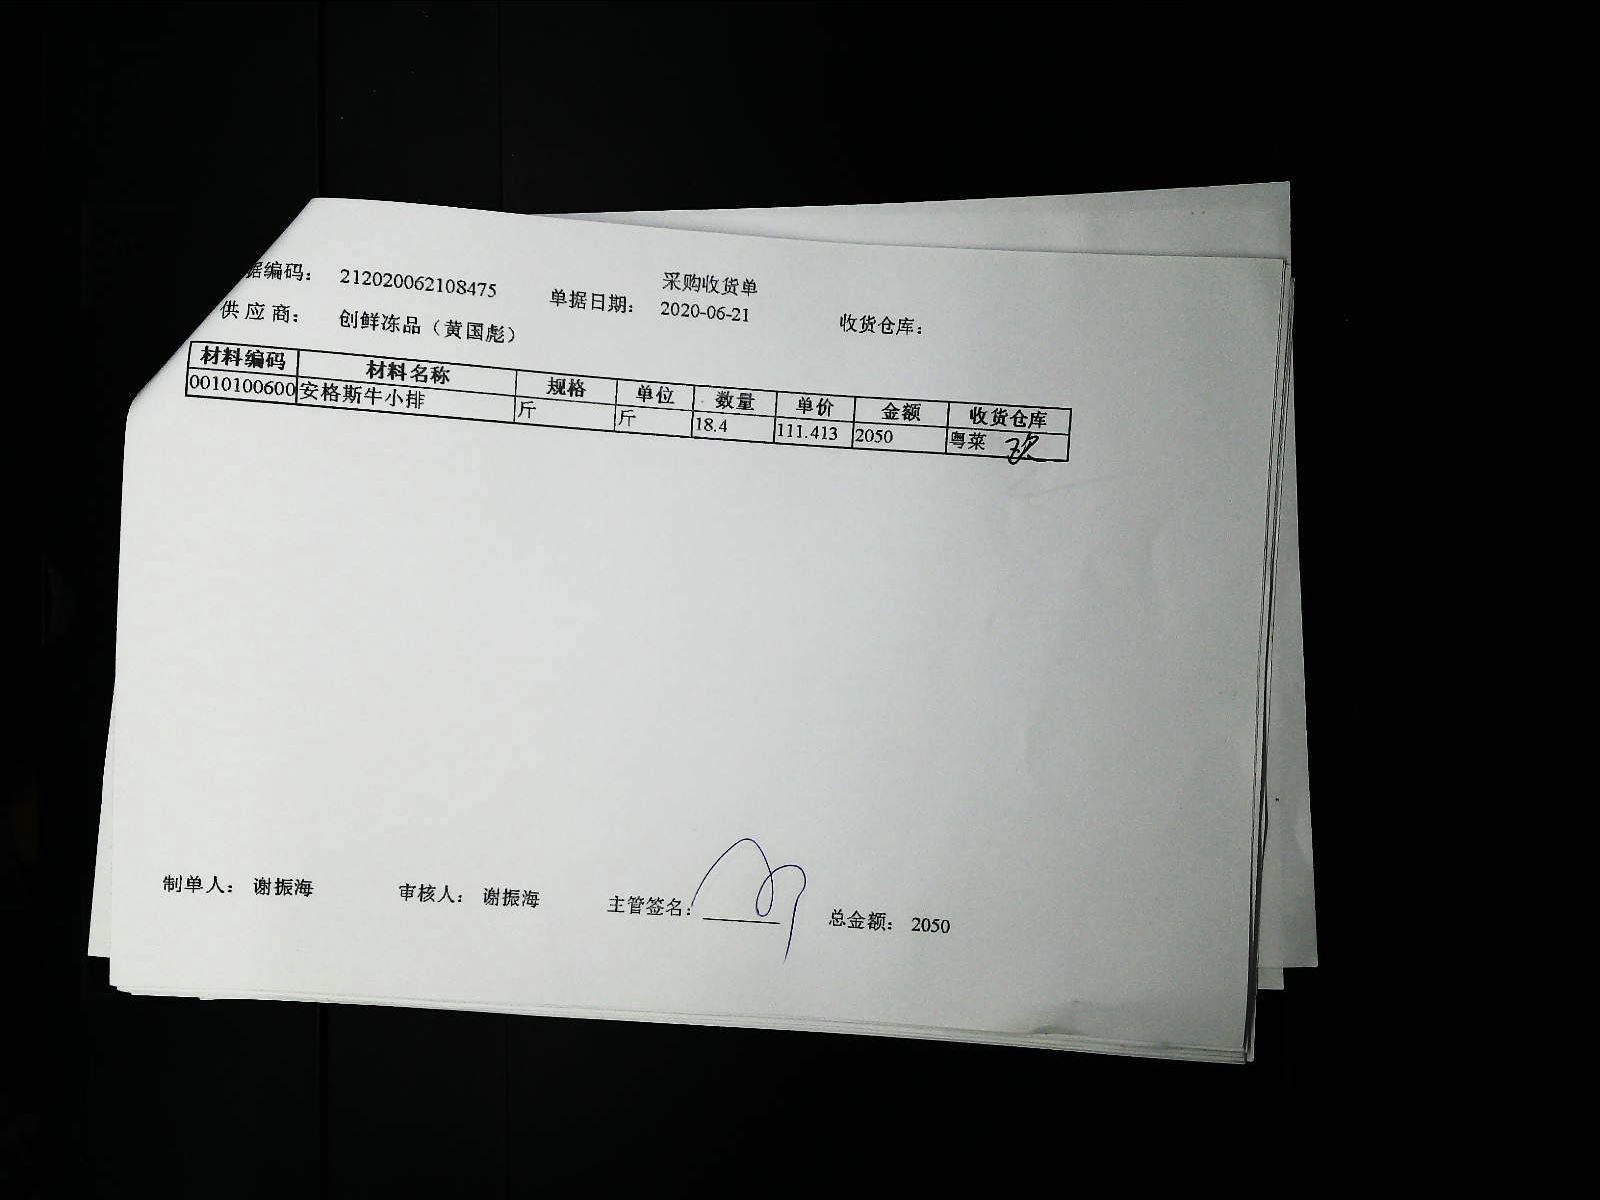 采购收货单
据编码： 212020062108475 单据日期： 2020-06-21 收货仓库：
供应商： 创鲜冻品（黄国彪）
材料编码 材料名称 规格 单位 数量 单价 金额 收货仓库
0010100600 安格斯牛小排 斤 斤 18.4 111.413 2050 粤菜
制单人： 谢振海 审核人： 谢振海 主管签名： 总金额： 2050